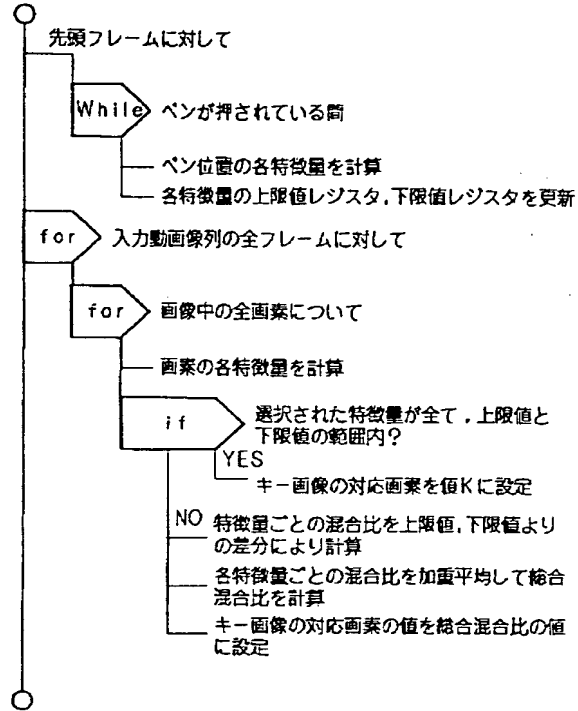 先頭フレームに対して
While ペンが押されている間
ペン位置の各特徴量を計算
各特徴量の上限値レジスタ,下限値レジスタを更新
for 入力動画像列の全フレームに対して
for 画像中の全画素について
画素の各特徴量を計算
if 選択された特徴量が全て,上限値と
下限値の範囲内?
YES
キー画像の対応画素を値Kに設定
NO 特徴量ごとの混合比を上限値,下限値より
の差分により計算
各特徴量ごとの混合比を加重平均して総合
混合比を計算
キー画像の対応画素の値を総合混合比の値
に設定